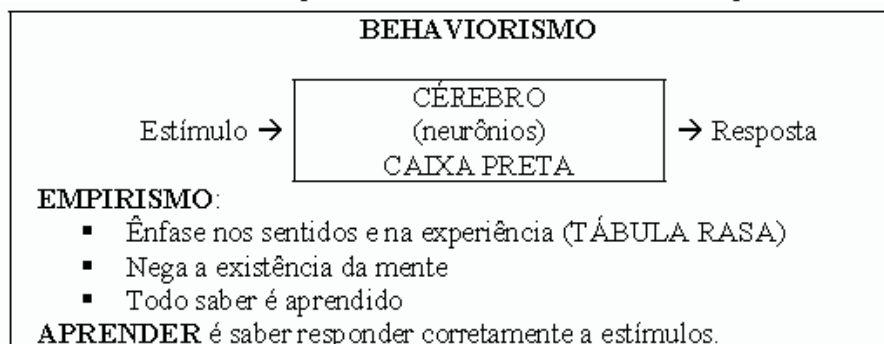 BEHAVIORISMO
CÉREBRO
Estímulo → (neurônios) → Resposta
CAIXA PRETA
EMPIRISMO:
▪ Ênfase nos sentidos e na experiência (TÁBULA RASA)
▪ Nega a existência da mente
▪ Todo saber é aprendido
APRENDER é saber responder corretamente a estímulos.